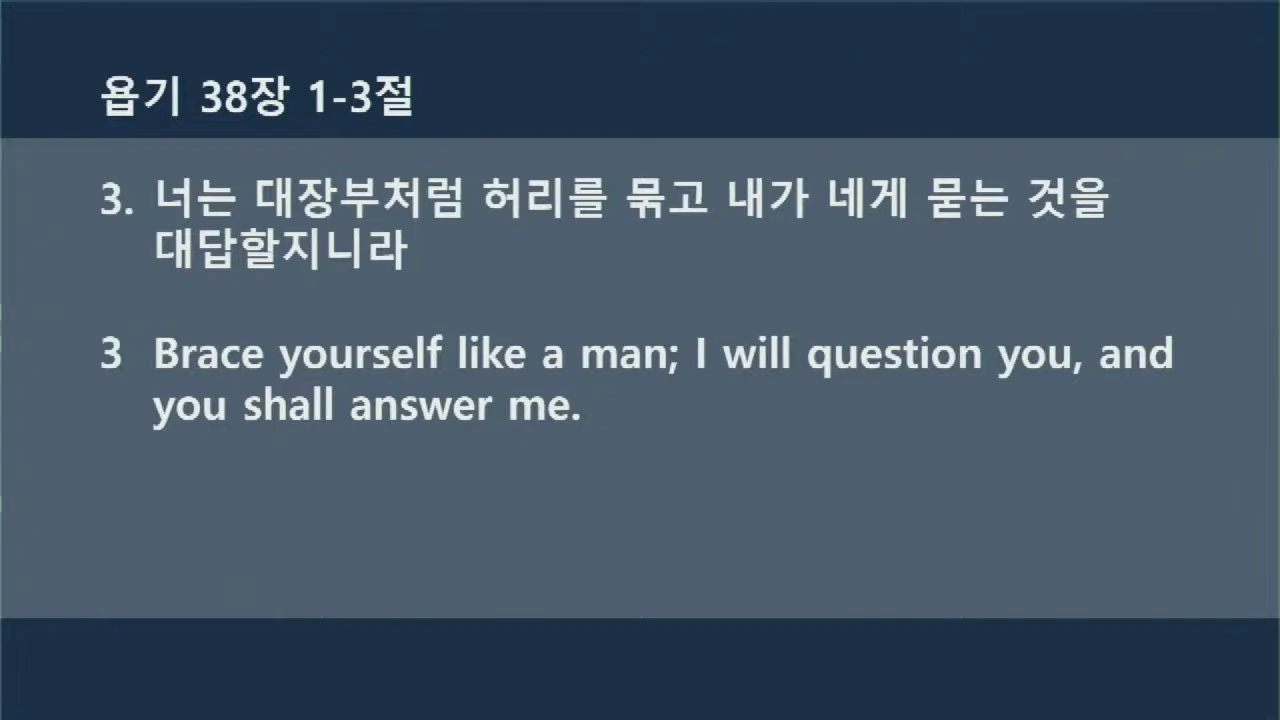 욥기 38장 1-3절
3. 너는 대장부처럼 허리를 묶고 내가 네게 묻는 것을
대답할지니라
3 Brace yourself like a man; I will question you, and
you shall answer me.